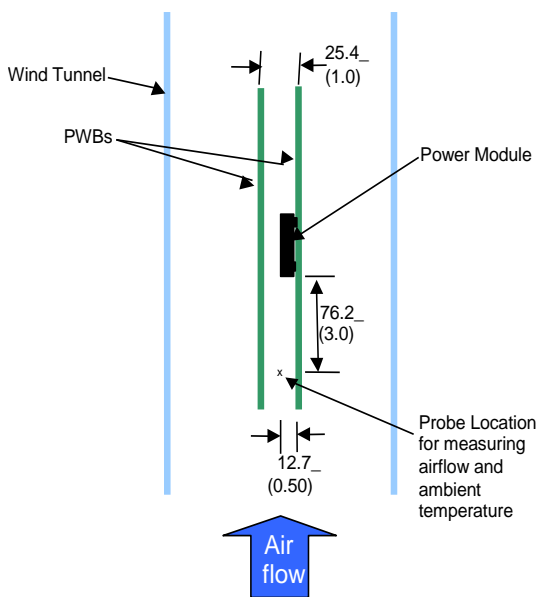 25.4_
(1.0)
Wind Tunnel
PWBs
Power Module
76.2_
(3.0)
x
Probe Location
for measuring
airflow and
ambient
temperature
12.7_
(0.50)
Air
flow